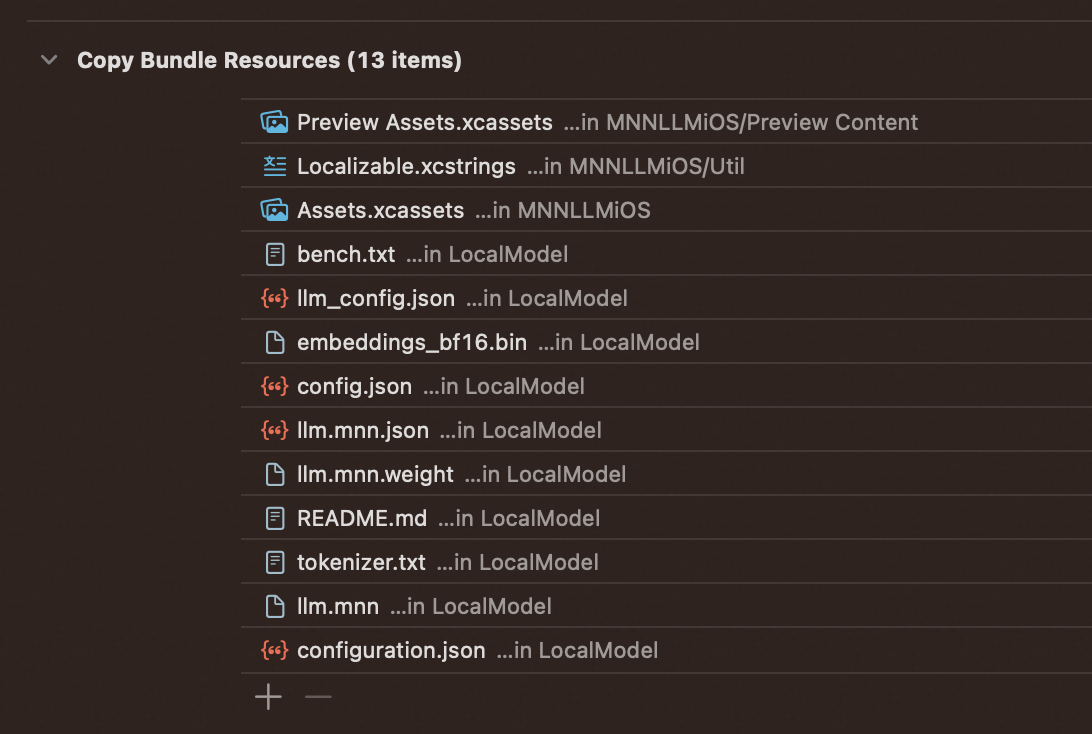 Copy Bundle Resources (13 items)
Preview Assets.xcassets ...in MNNLLMiOS/Preview Content
Localizable.xcstrings ...in MNNLLMiOS/Util
Assets.xcassets ...in MNNLLMiOS
bench.txt ...in LocalModel
llm_config.json ...in LocalModel
embeddings_bf16.bin ...in LocalModel
config.json ...in LocalModel
llm.mnn.json ...in LocalModel
llm.mnn.weight ...in LocalModel
README.md ...in LocalModel
tokenizer.txt ...in LocalModel
llm.mnn ...in LocalModel
configuration.json ...in LocalModel